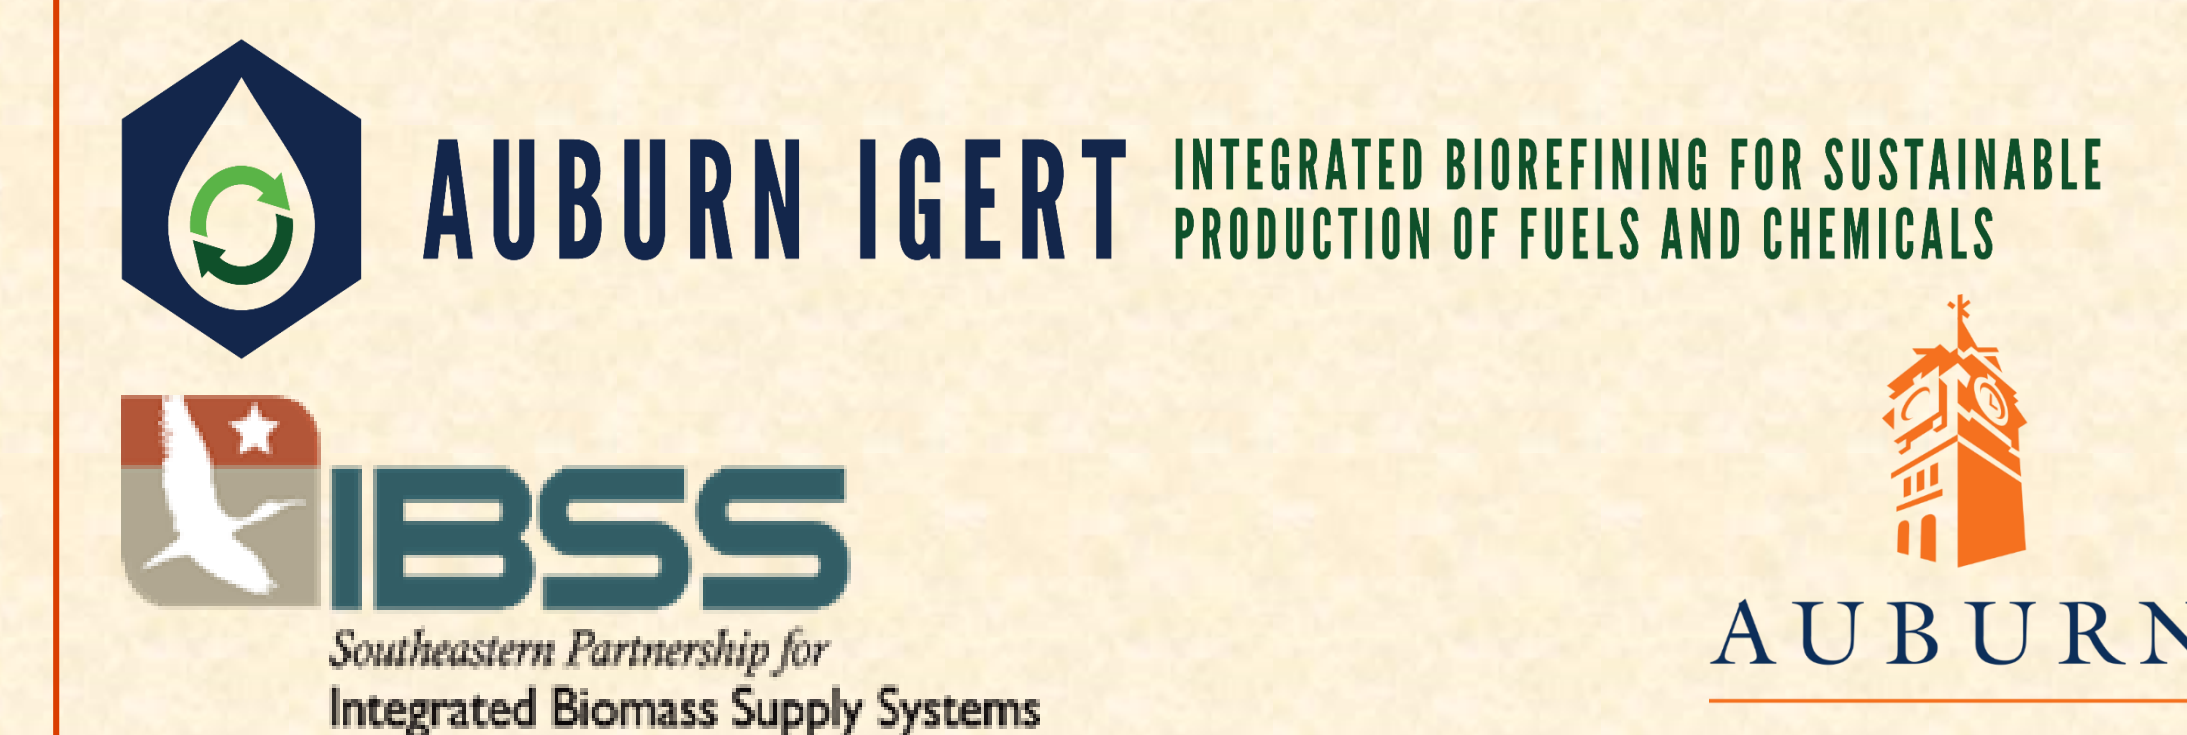 AUBURN IGERT
INTEGRATED BIOREFINING FOR SUSTAINABLE
PRODUCTION OF FUELS AND CHEMICALS
IBSS
Southeastern Partnership for
Integrated Biomass Supply Systems
AUBURN